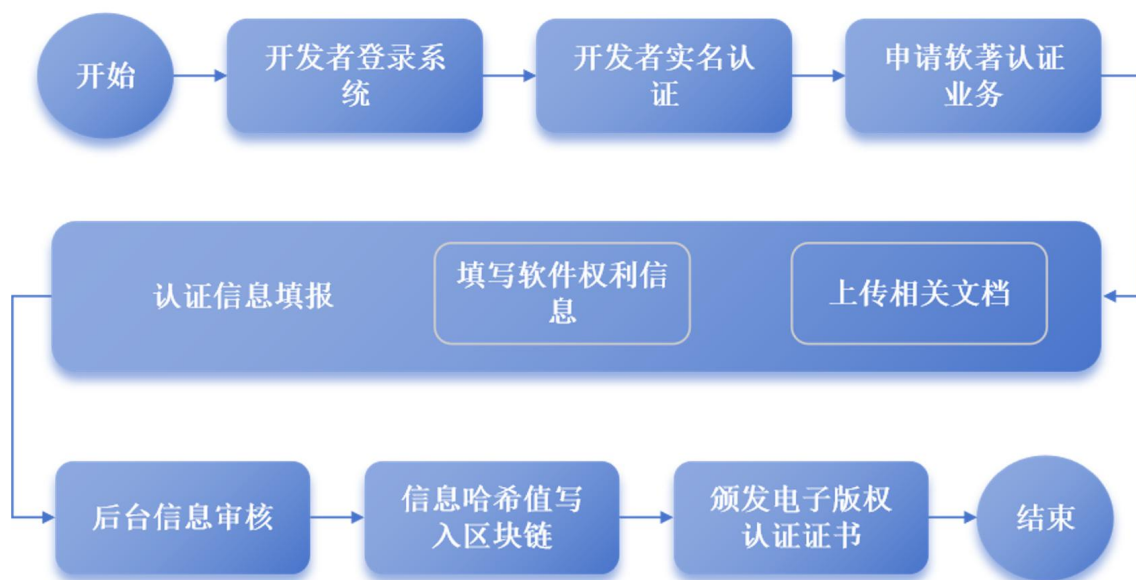 开始
开发者登录系
统
开发者实名认
证
申请软著认证
业务
认证信息填报
填写软件权利信
息
上传相关文档
后台信息审核
信息哈希值写
入区块链
颁发电子版权
认证证书
结束